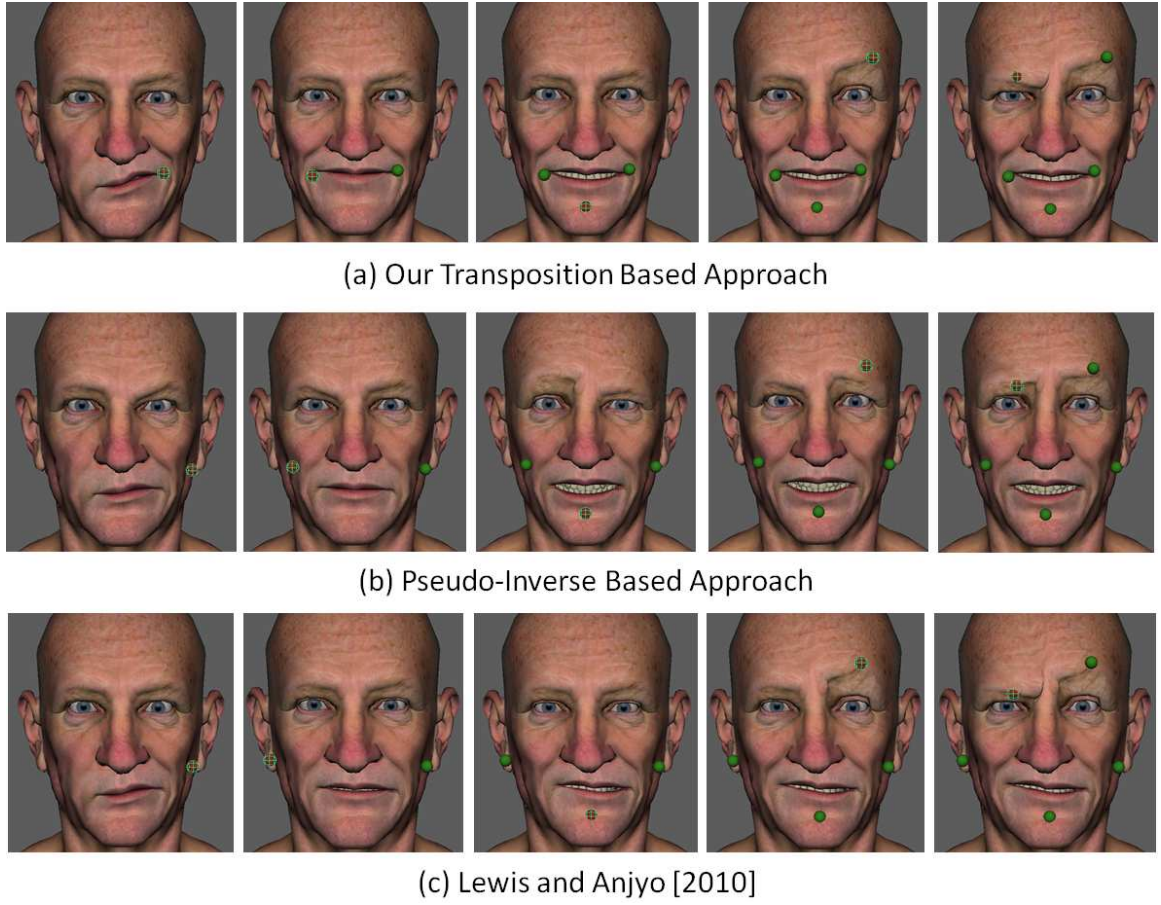 (a) Our Transposition Based Approach
(b) Pseudo-Inverse Based Approach
(c) Lewis and Anjyo [2010]